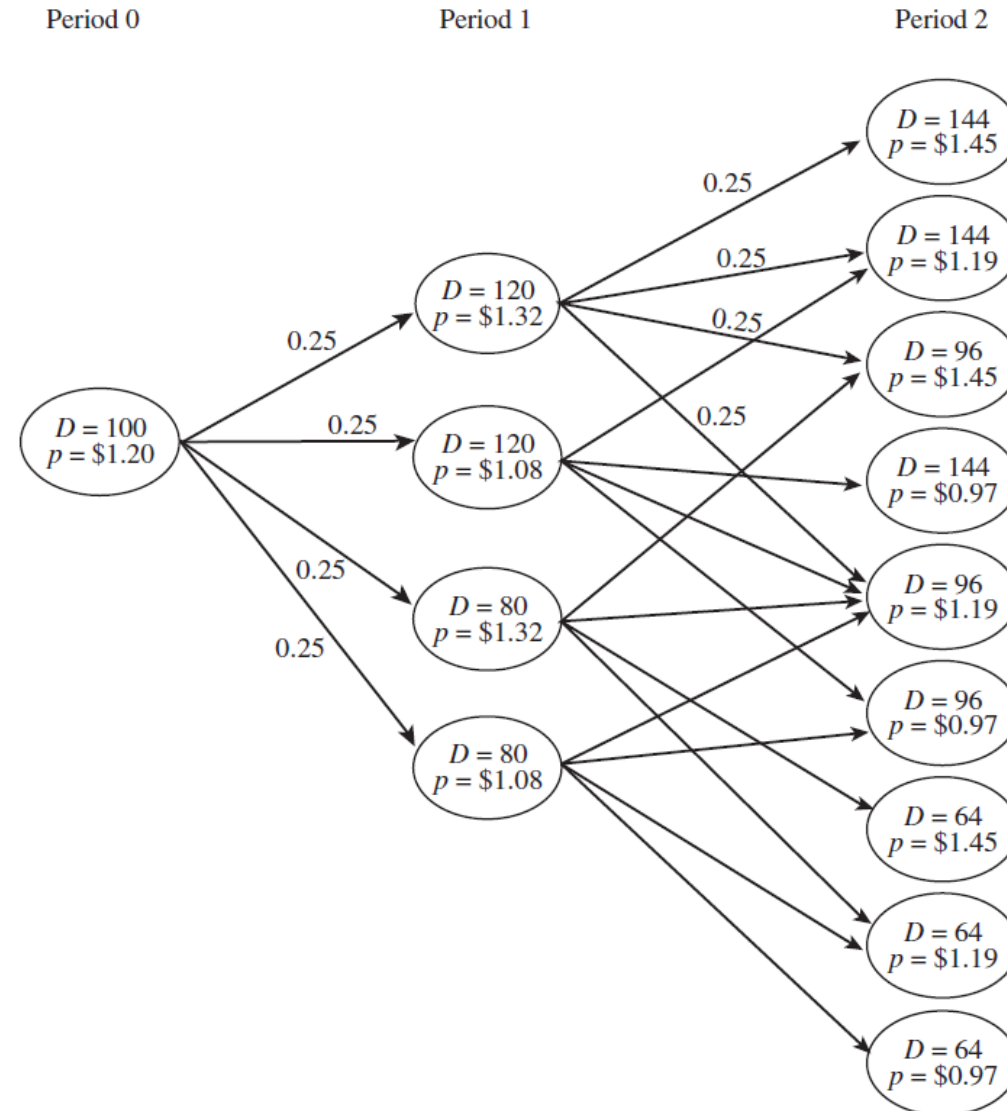 Period 0
Period 1
Period 2
D = 144
p = $1.45
0.25
D = 144
p = $1.19
0.25
D = 120
p = $1.32
0.25
0.25
D = 96
p = $1.45
0.25
D = 100
p = $1.20
0.25
D = 120
p = $1.08
D = 144
p = $0.97
0.25
D = 80
p = $1.32
D = 96
p = $1.19
0.25
D = 96
p = $0.97
D = 80
p = $1.08
D = 64
p = $1.45
D = 64
p = $1.19
D = 64
p = $0.97